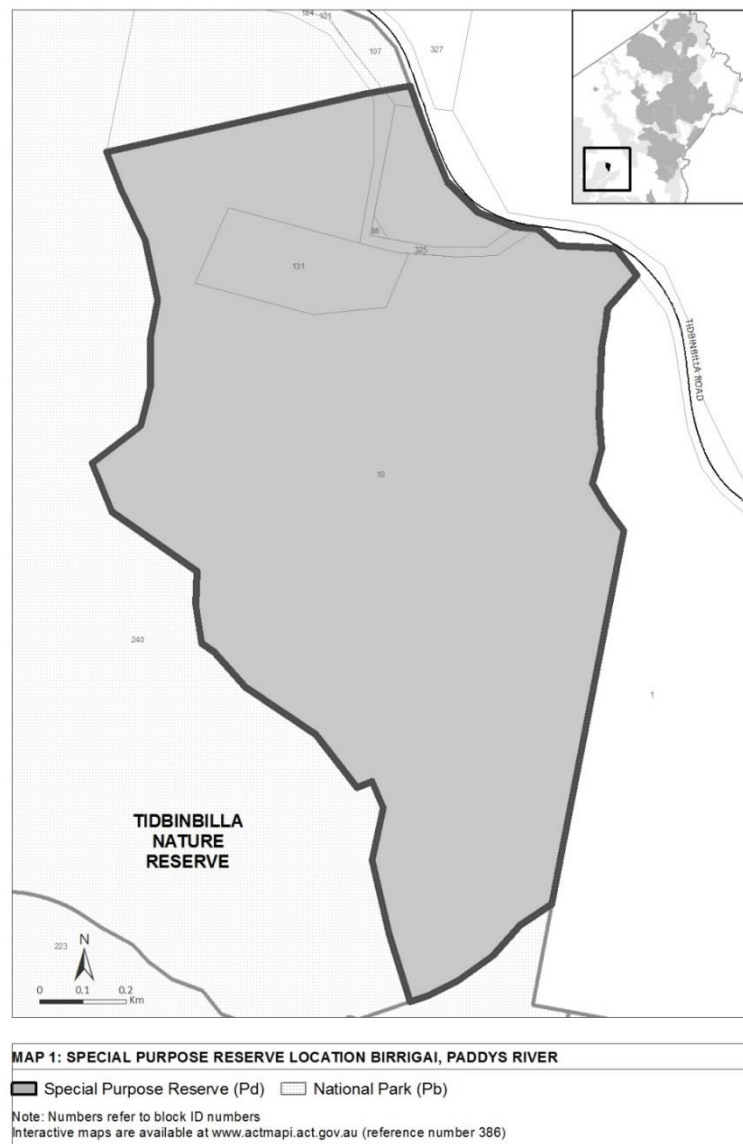 184
101
107
327
86
325
131
TIDBINBILLA ROAD
10
240
1
TIDBINBILLA
NATURE
RESERVE
223
N
0 0.1 0.2
Km
MAP 1: SPECIAL PURPOSE RESERVE LOCATION BIRRIGAI, PADDYS RIVER
Special Purpose Reserve (Pd) National Park (Pb)
Note: Numbers refer to block ID numbers
Interactive maps are available at www.actmapi.act.gov.au (reference number 386)